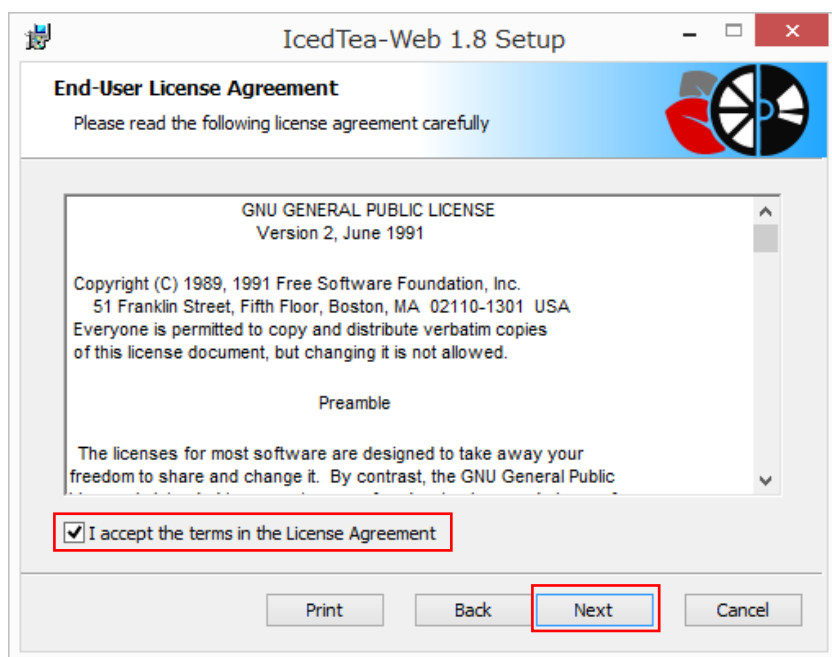 IcedTea-Web 1.8 Setup
End-User License Agreement
Please read the following license agreement carefully
GNU GENERAL PUBLIC LICENSE
Version 2, June 1991
Copyright (C) 1989, 1991 Free Software Foundation, Inc.
51 Franklin Street, Fifth Floor, Boston, MA 02110-1301 USA
Everyone is permitted to copy and distribute verbatim copies
of this license document, but changing it is not allowed.
Preamble
The licenses for most software are designed to take away your
freedom to share and change it. By contrast, the GNU General Public
I accept the terms in the License Agreement
Print Back Next Cancel